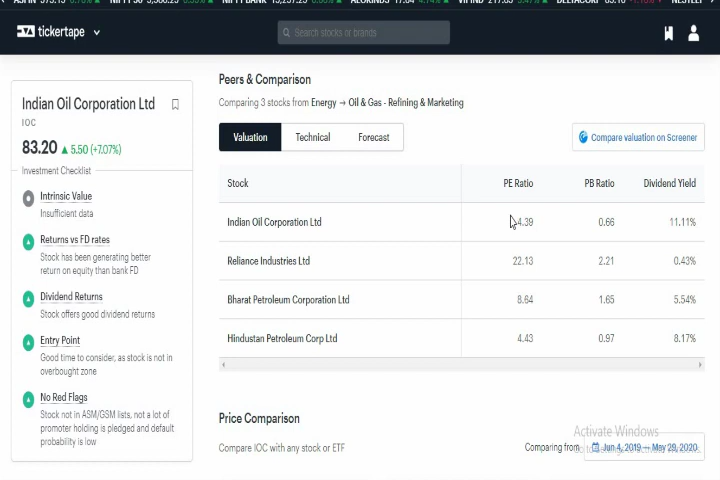 tickertape
Search stocks or brands
Indian Oil Corporation Ltd
IOC
83.20 ▲ 5.50 (+7.07%)
Investment Checklist
Intrinsic Value
Insufficient data
Returns vs FD rates
Stock has been generating better
return on equity than bank FD
Dividend Returns
Stock offers good dividend returns
Entry Point
Good time to consider, as stock is not in
overbought zone
No Red Flags
Stock not in ASM/GSM lists, not a lot of
promoter holding is pledged and default
probability is low
Peers & Comparison
Comparing 3 stocks from Energy → Oil & Gas - Refining & Marketing
Valuation Technical Forecast
Compare valuation on Screener
Stock PE Ratio PB Ratio Dividend Yield
Indian Oil Corporation Ltd 4.39 0.66 11.11%
Reliance Industries Ltd 22.13 2.21 0.43%
Bharat Petroleum Corporation Ltd 8.64 1.65 5.54%
Hindustan Petroleum Corp Ltd 4.43 0.97 8.17%
Price Comparison
Activate Windows
Compare IOC with any stock or ETF
Comparing from Jun 4, 2019 — May 29, 2020